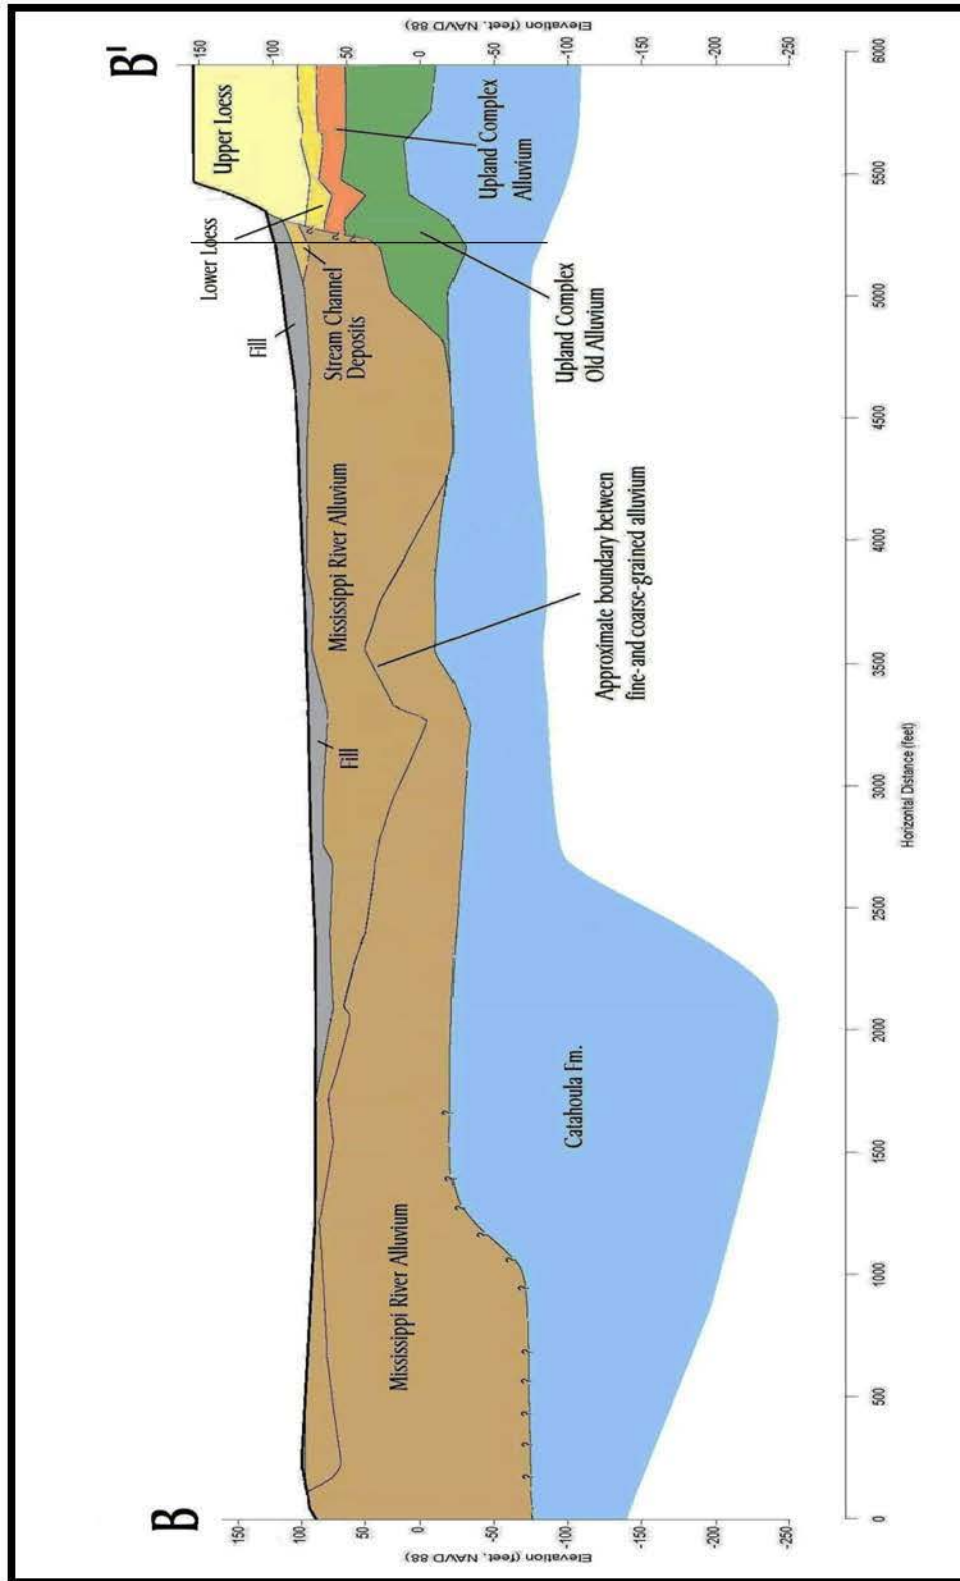 B
B'
Elevation (feet, NAVD 88)
150
100
50
0
-50
-100
-150
-200
-250
Elevation (feet, NAVD 88)
150
100
50
0
-50
-100
-150
-200
-250
Upper Loess
Lower Loess
Fill
Stream Channel
Deposits
Upland Complex
Alluvium
Upland Complex
Old Alluvium
Mississippi River Alluvium
Fill
Approximate boundary between
fine-and coarse-grained alluvium
Mississippi River Alluvium
Catahoula Fm.
?
?
?
?
?
?
?
?
?
?
?
?
?
?
0
500
1000
1500
2000
2500
3000
3500
4000
4500
5000
5500
6000
Horizontal Distance (feet)